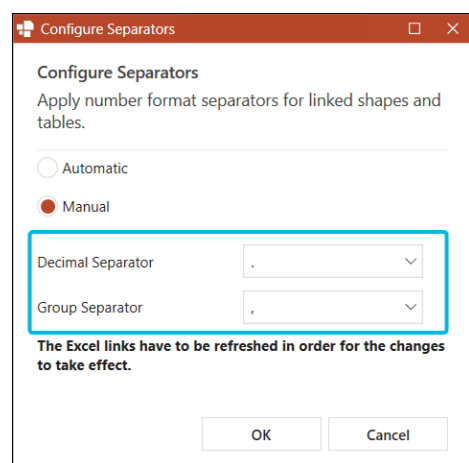 Configure Separators
Configure Separators
Apply number format separators for linked shapes and
tables.
Automatic
Manual
Decimal Separator .
Group Separator ,
The Excel links have to be refreshed in order for the changes
to take effect.
OK Cancel